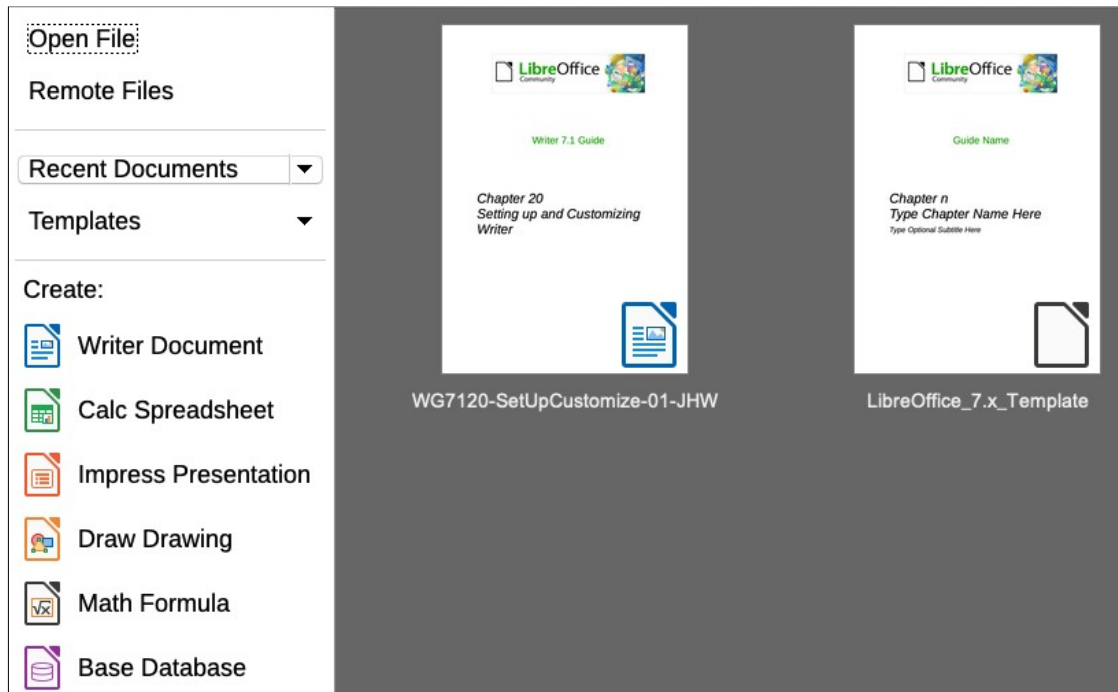 Open File
Remote Files
Recent Documents
Templates
Create:
Writer Document
Calc Spreadsheet
Impress Presentation
Draw Drawing
Math Formula
Base Database
LibreOffice
Community
Writer 7.1 Guide
Chapter 20
Setting up and Customizing
Writer
WG7120-SetUpCustomize-01-JHW
LibreOffice
Community
Guide Name
Chapter n
Type Chapter Name Here
Type Optional Subtitle Here
LibreOffice_7.x_Template